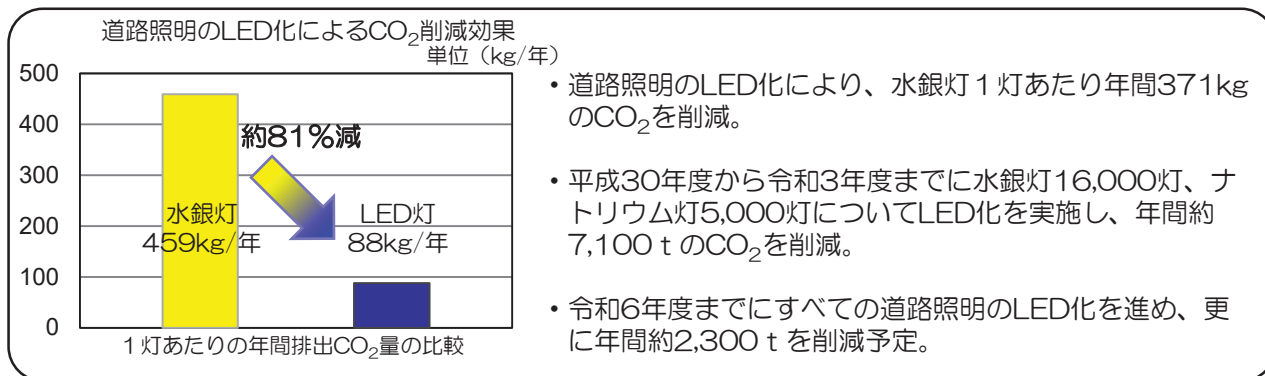 道路照明のLED化によるCO₂削減効果
単位（kg/年）
500
400
300
200
100
0
約81%減
水銀灯
459kg/年
LED灯
88kg/年
１灯あたりの年間排出CO₂量の比較
・道路照明のLED化により、水銀灯１灯あたり年間371kg
のCO₂を削減。
・平成30年度から令和3年度までに水銀灯16,000灯、ナ
トリウム灯5,000灯についてLED化を実施し、年間約
7,100ｔのCO₂を削減。
・令和6年度までにすべての道路照明のLED化を進め、更
に年間約2,300ｔを削減予定。